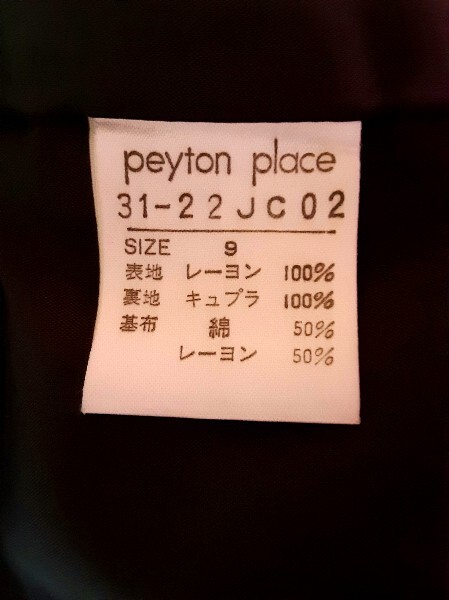 peyton place
31-22JC02
SIZE 9
表地 レーヨン 100%
裏地 キュプラ 100%
基布 綿 50%
レーヨン 50%